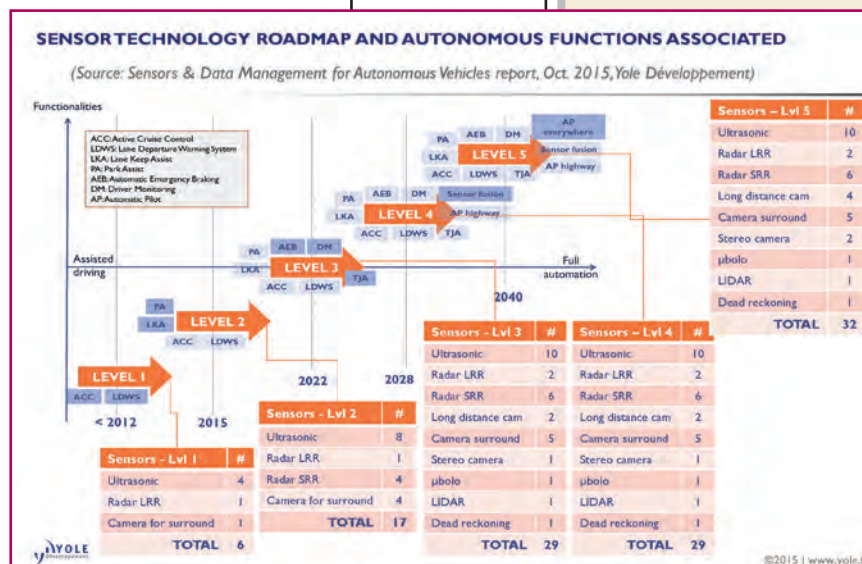 SENSOR TECHNOLOGY ROADMAP AND AUTONOMOUS FUNCTIONS ASSOCIATED
(Source: Sensors & Data Management for Autonomous Vehicles report, Oct. 2015, Yole Développement)
Functionalities
ACC: Active Cruise Control
LDWS: Lane Departure Warning System
LKA: Lane Keep Assist
PA: Park Assist
AEB: Automatic Emergency Braking
DM: Driver Monitoring
AP: Automatic Pilot
Assisted driving
Full automation
LEVEL 1
ACC LDWS
PA
LKA
LEVEL 2
ACC LDWS
PA AEB DM
LKA
LEVEL 3
TJA
ACC LDWS
PA AEB DM Sensor fusion
LKA
LEVEL 4
AP highway
ACC LDWS TJA
PA AEB DM AP everywhere
LKA
LEVEL 5
Sensor fusion
AP highway
ACC LDWS TJA
< 2012
2015
2022
2028
2040
Sensors - Lvl 1 #
Ultrasonic 4
Radar LRR 1
Camera for surround 1
TOTAL 6
Sensors - Lvl 2 #
Ultrasonic 8
Radar LRR 1
Radar SRR 4
Camera for surround 4
TOTAL 17
Sensors - Lvl 3 #
Ultrasonic 10
Radar LRR 2
Radar SRR 6
Long distance cam 2
Camera surround 5
Stereo camera 1
µbolo 1
LIDAR 1
Dead reckoning 1
TOTAL 29
Sensors – Lvl 4 #
Ultrasonic 10
Radar LRR 2
Radar SRR 6
Long distance cam 2
Camera surround 5
Stereo camera 1
µbolo 1
LIDAR 1
Dead reckoning 1
TOTAL 29
Sensors – Lvl 5 #
Ultrasonic 10
Radar LRR 2
Radar SRR 6
Long distance cam 4
Camera surround 5
Stereo camera 2
µbolo 1
LIDAR 1
Dead reckoning 1
TOTAL 32
YOLE
Développement
©2015 | www.yole.f